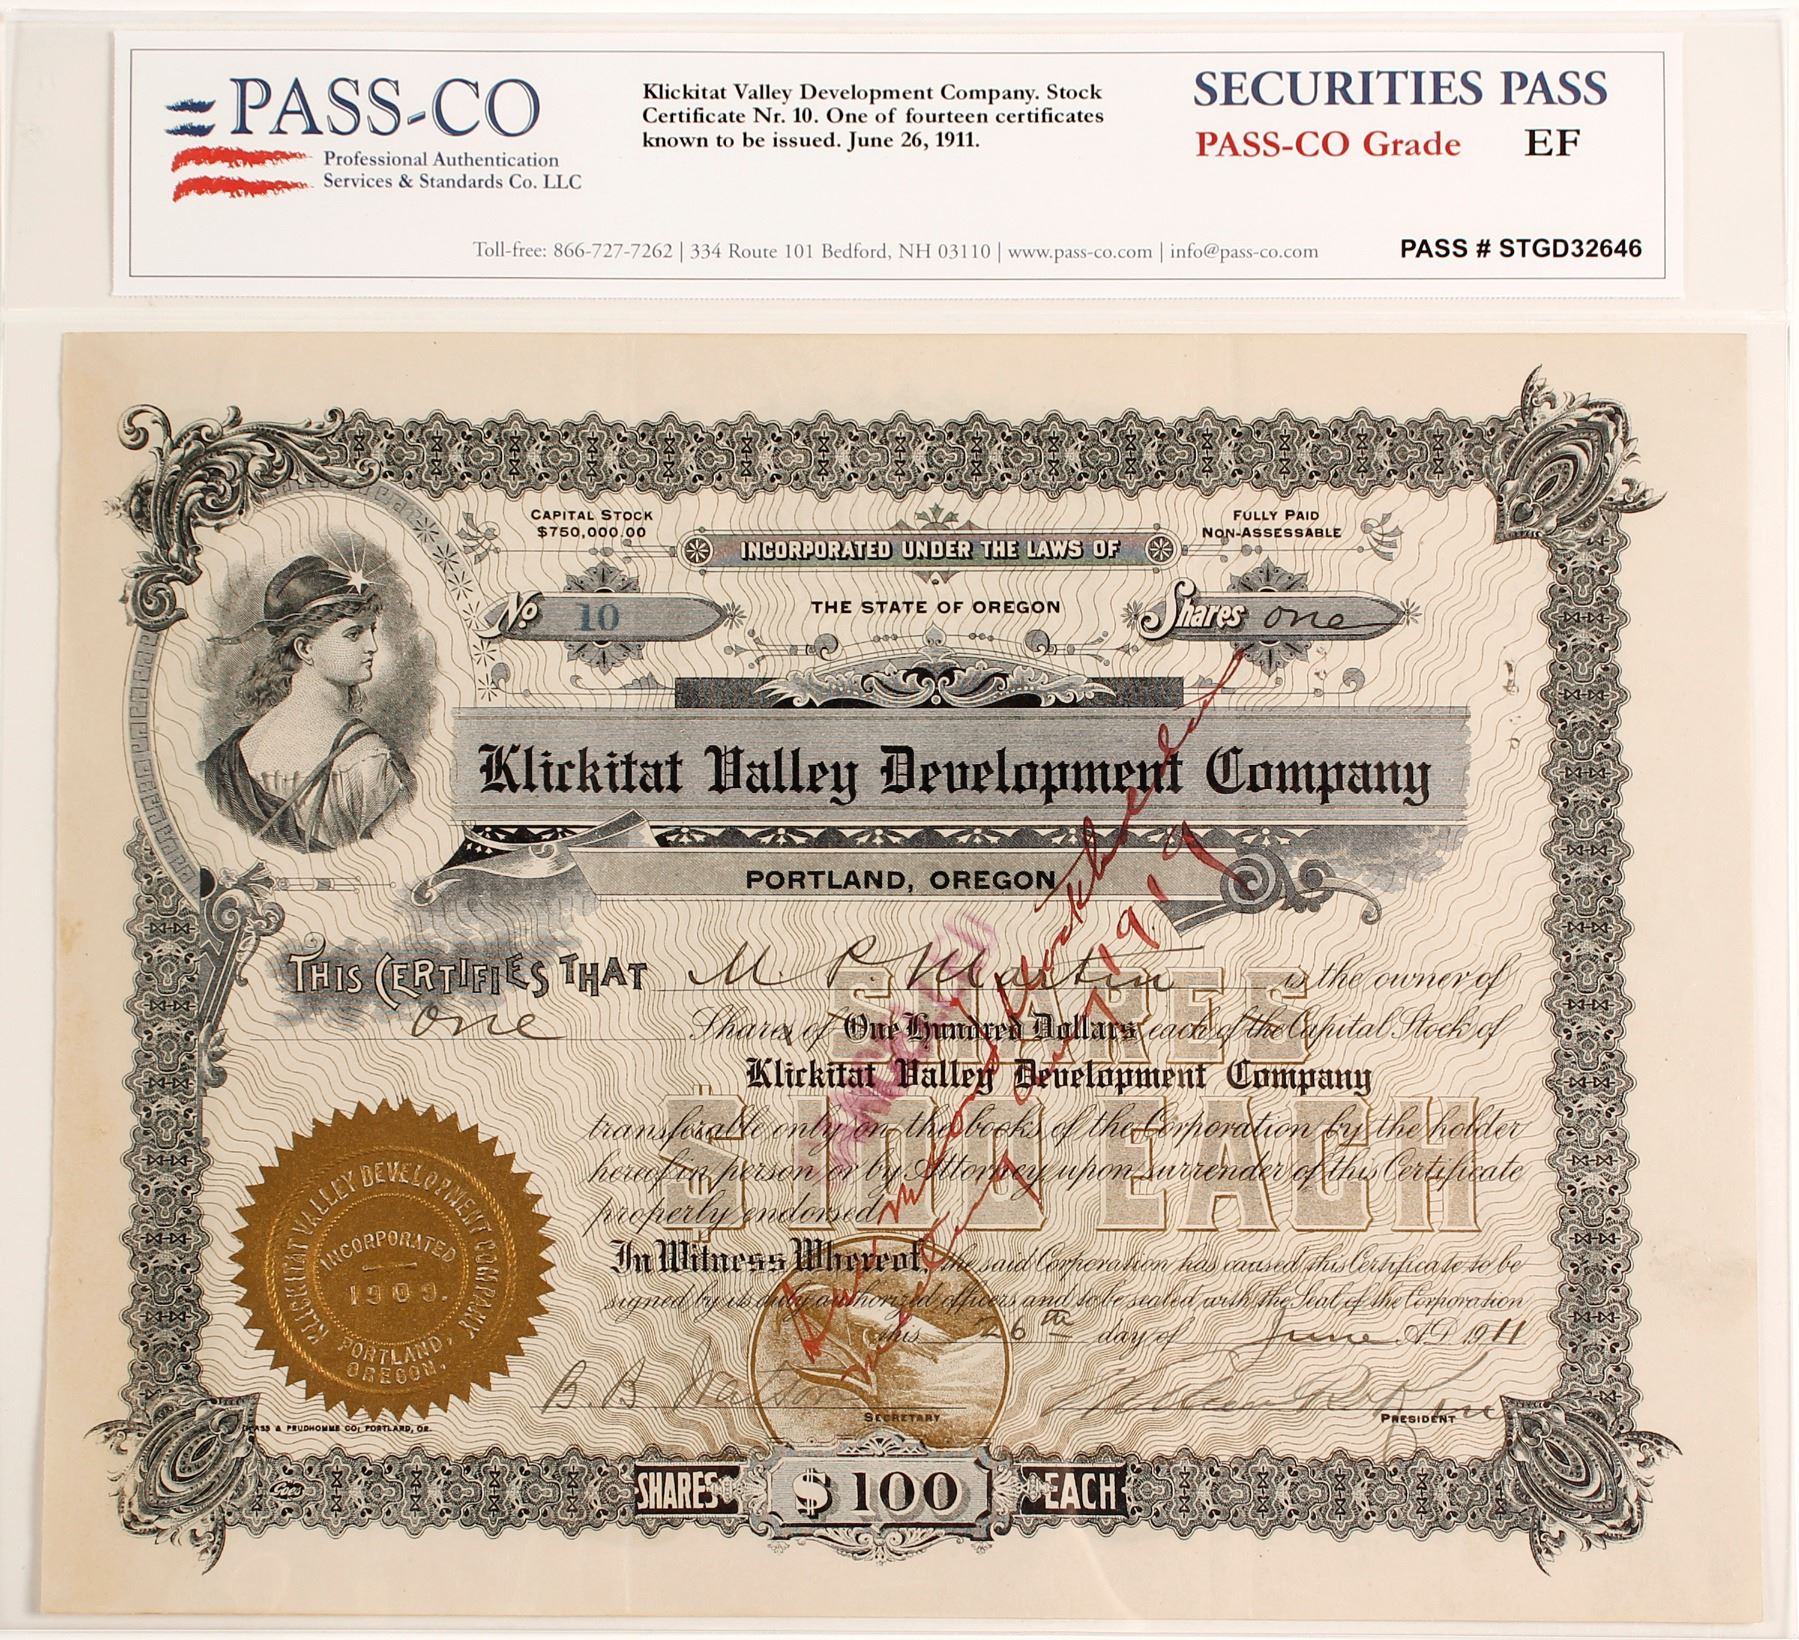 PASS-CO
Professional Authentication
Services & Standards Co. LLC
Klickitat Valley Development Company. Stock
Certificate Nr. 10. One of fourteen certificates
known to be issued. June 26, 1911.
SECURITIES PASS
PASS-CO Grade EF
Toll-free: 866-727-7262 | 334 Route 101 Bedford, NH 03110 | www.pass-co.com | info@pass-co.com
PASS # STGD32646
CAPITAL STOCK
$750,000.00
FULLY PAID
NON-ASSESSABLE
INCORPORATED UNDER THE LAWS OF
No 10
THE STATE OF OREGON
Shares one
Klickitat Valley Development Company
PORTLAND, OREGON
THIS CERTIFIES THAT M. P. Martin is the owner of
one Shares of One Hundred Dollars each of the Capital Stock of
Klickitat Valley Development Company
transferable only on the books of the Corporation by the holder
hereof in person or by Attorney upon surrender of this Certificate
properly endorsed.
In Witness Whereof, the said Corporation has caused this Certificate to be
signed by its duly authorized officers and to be sealed with the Seal of the Corporation
this 26th day of June A.D. 1911
SHARES
$100 EACH
KLICKITAT VALLEY DEVELOPMENT COMPANY
INCORPORATED
1909.
PORTLAND,
OREGON.
B. B. 
SECRETARY
PRESIDENT
& PRUDHOMME CO; PORTLAND, OR.
Goes
SHARES $100 EACH